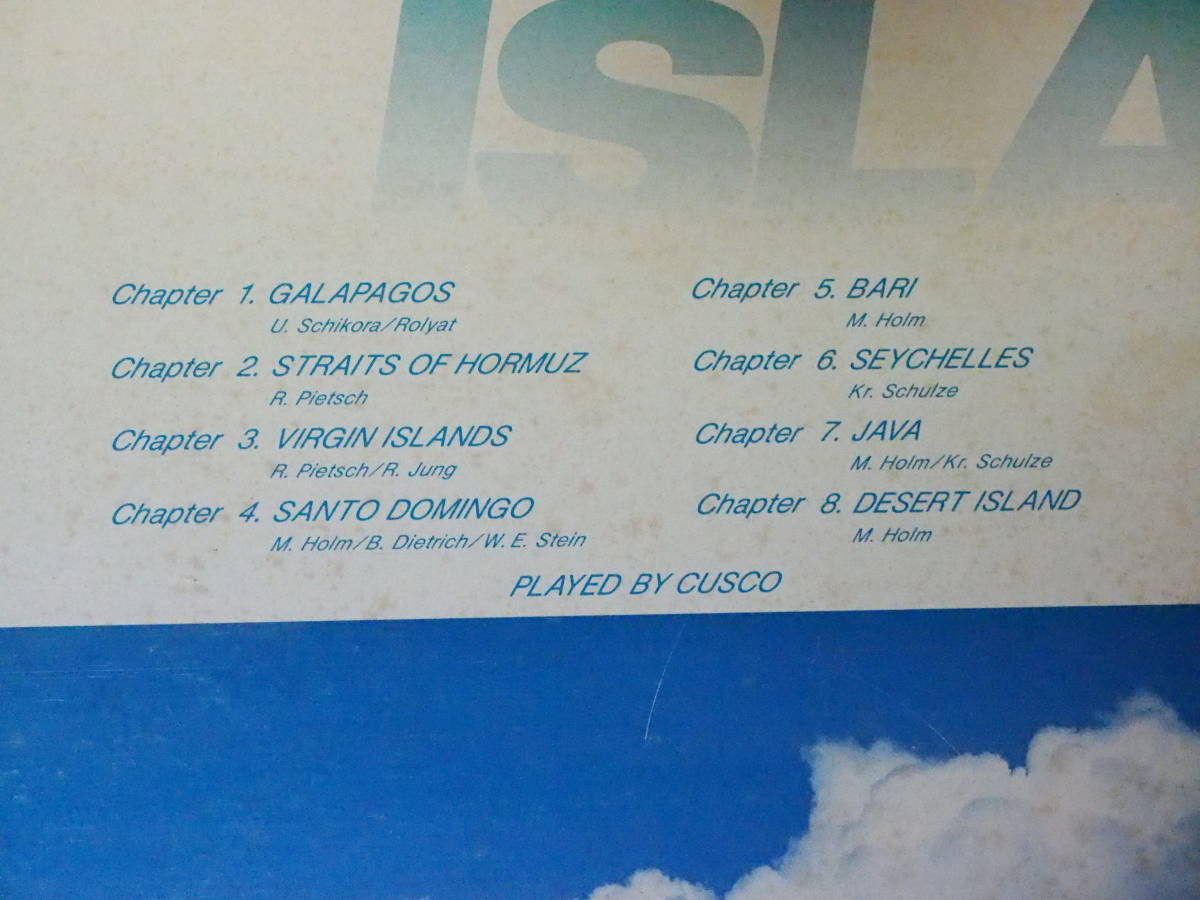 ISLA
Chapter 1. GALAPAGOS
U. Schikora/Rolyat
Chapter 2. STRAITS OF HORMUZ
R. Pietsch
Chapter 3. VIRGIN ISLANDS
R. Pietsch/R. Jung
Chapter 4. SANTO DOMINGO
M. Holm/B. Dietrich/W. E. Stein
Chapter 5. BARI
M. Holm
Chapter 6. SEYCHELLES
Kr. Schulze
Chapter 7. JAVA
M. Holm/Kr. Schulze
Chapter 8. DESERT ISLAND
M. Holm
PLAYED BY CUSCO